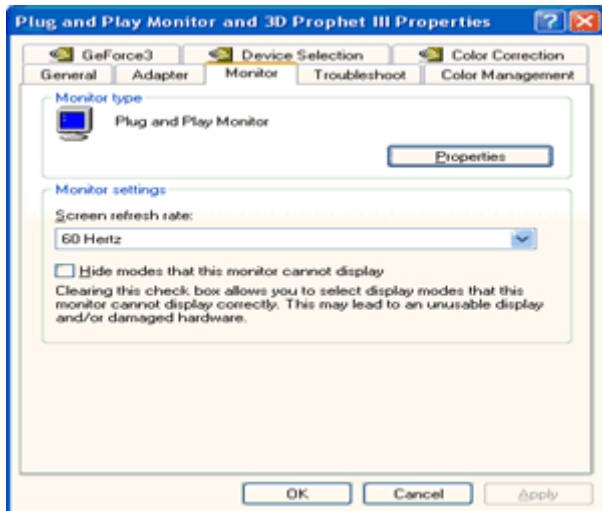 Plug and Play Monitor and 3D Prophet III Properties
GeForce3 Device Selection Color Correction
General Adapter Monitor Troubleshoot Color Management
Monitor type
Plug and Play Monitor
Properties
Monitor settings
Screen refresh rate:
60 Hertz
Hide modes that this monitor cannot display
Clearing this check box allows you to select display modes that this
monitor cannot display correctly. This may lead to an unusable display
and/or damaged hardware.
OK Cancel Apply